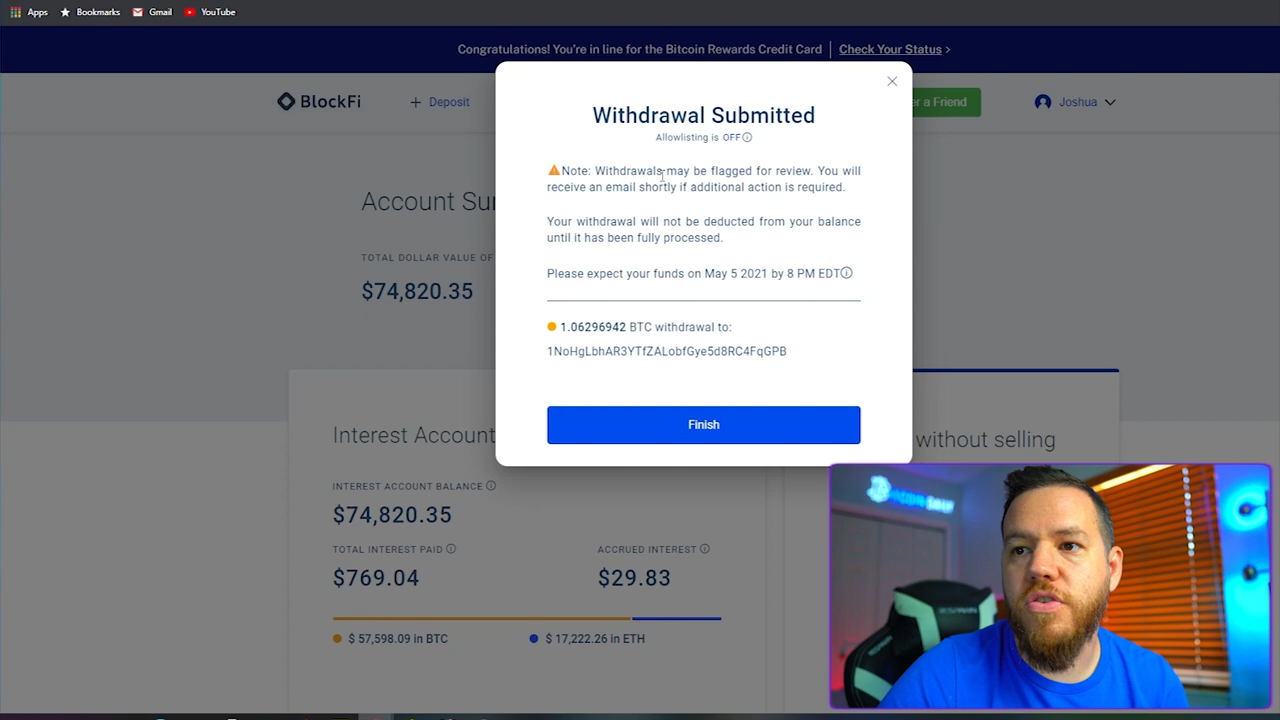 Apps Bookmarks Gmail YouTube
Congratulations! You're in line for the Bitcoin Rewards Credit Card | Check Your Status >
BlockFi + Deposit r a Friend Joshua
Withdrawal Submitted
Allowlisting is OFF
Note: Withdrawals may be flagged for review. You will
receive an email shortly if additional action is required.
Your withdrawal will not be deducted from your balance
until it has been fully processed.
Please expect your funds on May 5 2021 by 8 PM EDT
1.06296942 BTC withdrawal to:
1NoHgLbhAR3YTfZALobfGye5d8RC4FqGPB
Finish
Account Su
TOTAL DOLLAR VALUE OF
$74,820.35
Interest Account
INTEREST ACCOUNT BALANCE
$74,820.35
TOTAL INTEREST PAID ACCRUED INTEREST
$769.04 $29.83
$ 57,598.09 in BTC $ 17,222.26 in ETH
without selling